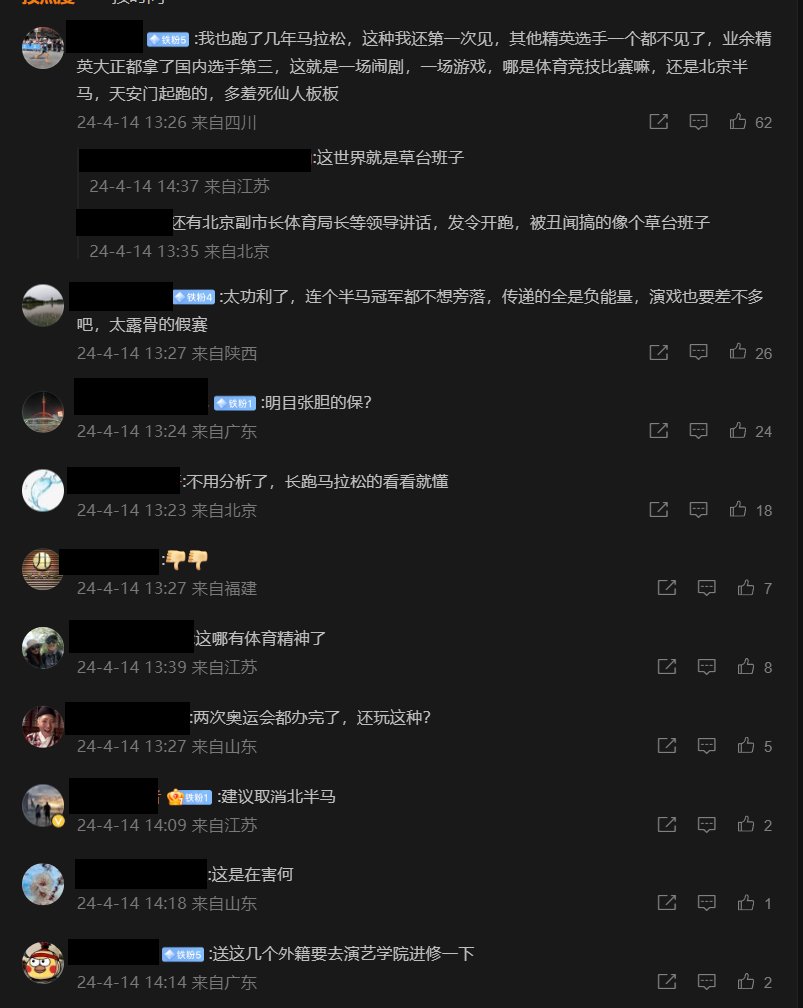 :我也跑了几年马拉松，这种我还第一次见，其他精英选手一个都不见了，业余精
铁粉5
英大正都拿了国内选手第三，这就是一场闹剧，一场游戏，哪是体育竞技比赛嘛，还是北京半
马，天安门起跑的，多羞死仙人板板
24-4-14 13:26 来自四川
62
:这世界就是草台班子
24-4-14 14:37 来自江苏
还有北京副市长体育局长等领导讲话，发令开跑，被丑闻搞的像个草台班子
24-4-14 13:35 来自北京
铁粉4 :太功利了，连个半马冠军都不想旁落，传递的全是负能量，演戏也要差不多
吧，太露骨的假赛
24-4-14 13:27 来自陕西
26
铁粉1 :明目张胆的保？
24-4-14 13:24 来自广东
24
:不用分析了，长跑马拉松的看看就懂
24-4-14 13:23 来自北京
18
:👎👎
24-4-14 13:27 来自福建
7
:这哪有体育精神了
24-4-14 13:39 来自江苏
8
:两次奥运会都办完了，还玩这种？
24-4-14 13:27 来自山东
5
铁粉1 :建议取消北半马
24-4-14 14:09 来自江苏
2
:这是在害何
24-4-14 14:18 来自山东
1
铁粉5 :送这几个外籍要去演艺学院进修一下
24-4-14 14:14 来自广东
2